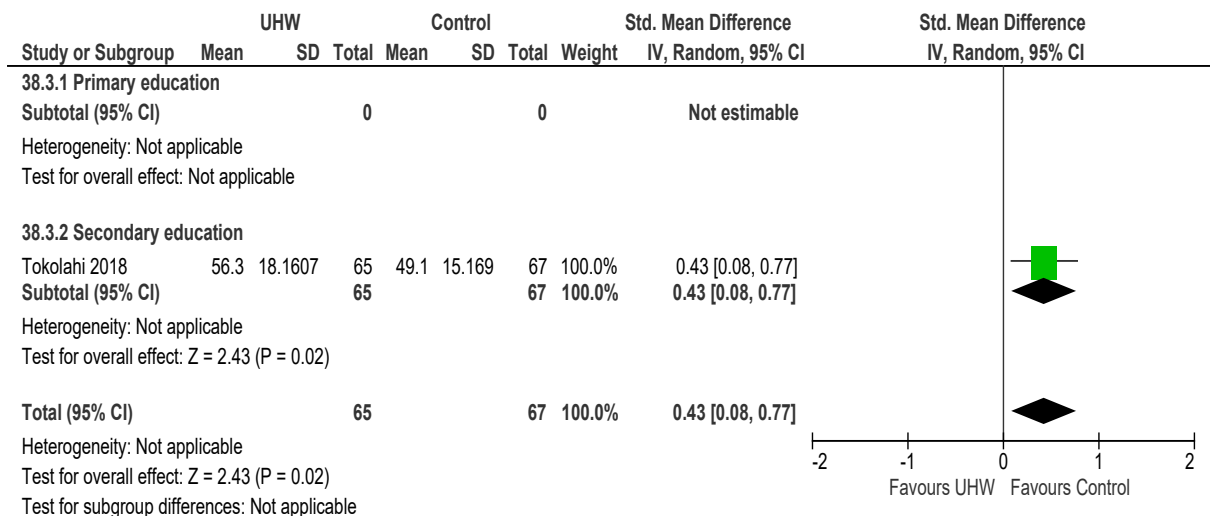 UHW Control Std. Mean Difference Std. Mean Difference
Study or Subgroup Mean SD Total Mean SD Total Weight IV, Random, 95% CI IV, Random, 95% CI
38.3.1 Primary education
Subtotal (95% CI) 0 0 Not estimable
Heterogeneity: Not applicable
Test for overall effect: Not applicable
38.3.2 Secondary education
Tokolahi 2018 56.3 18.1607 65 49.1 15.169 67 100.0% 0.43 [0.08, 0.77]
Subtotal (95% CI) 65 67 100.0% 0.43 [0.08, 0.77]
Heterogeneity: Not applicable
Test for overall effect: Z = 2.43 (P = 0.02)
Total (95% CI) 65 67 100.0% 0.43 [0.08, 0.77]
Heterogeneity: Not applicable
Test for overall effect: Z = 2.43 (P = 0.02)
Test for subgroup differences: Not applicable
-2 -1 0 1 2
Favours UHW Favours Control